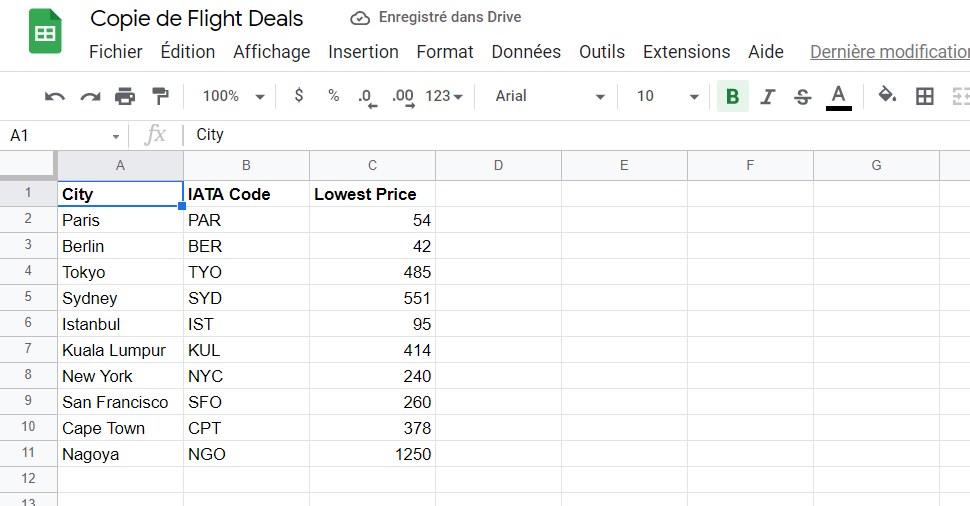 Copie de Flight Deals Enregistré dans Drive
Fichier Édition Affichage Insertion Format Données Outils Extensions Aide Dernière modification
100% $ % .0 .00 123 Arial 10 B I S A
A1 fx City
A B C D E F G
1 City IATA Code Lowest Price
2 Paris PAR 54
3 Berlin BER 42
4 Tokyo TYO 485
5 Sydney SYD 551
6 Istanbul IST 95
7 Kuala Lumpur KUL 414
8 New York NYC 240
9 San Francisco SFO 260
10 Cape Town CPT 378
11 Nagoya NGO 1250
12
13